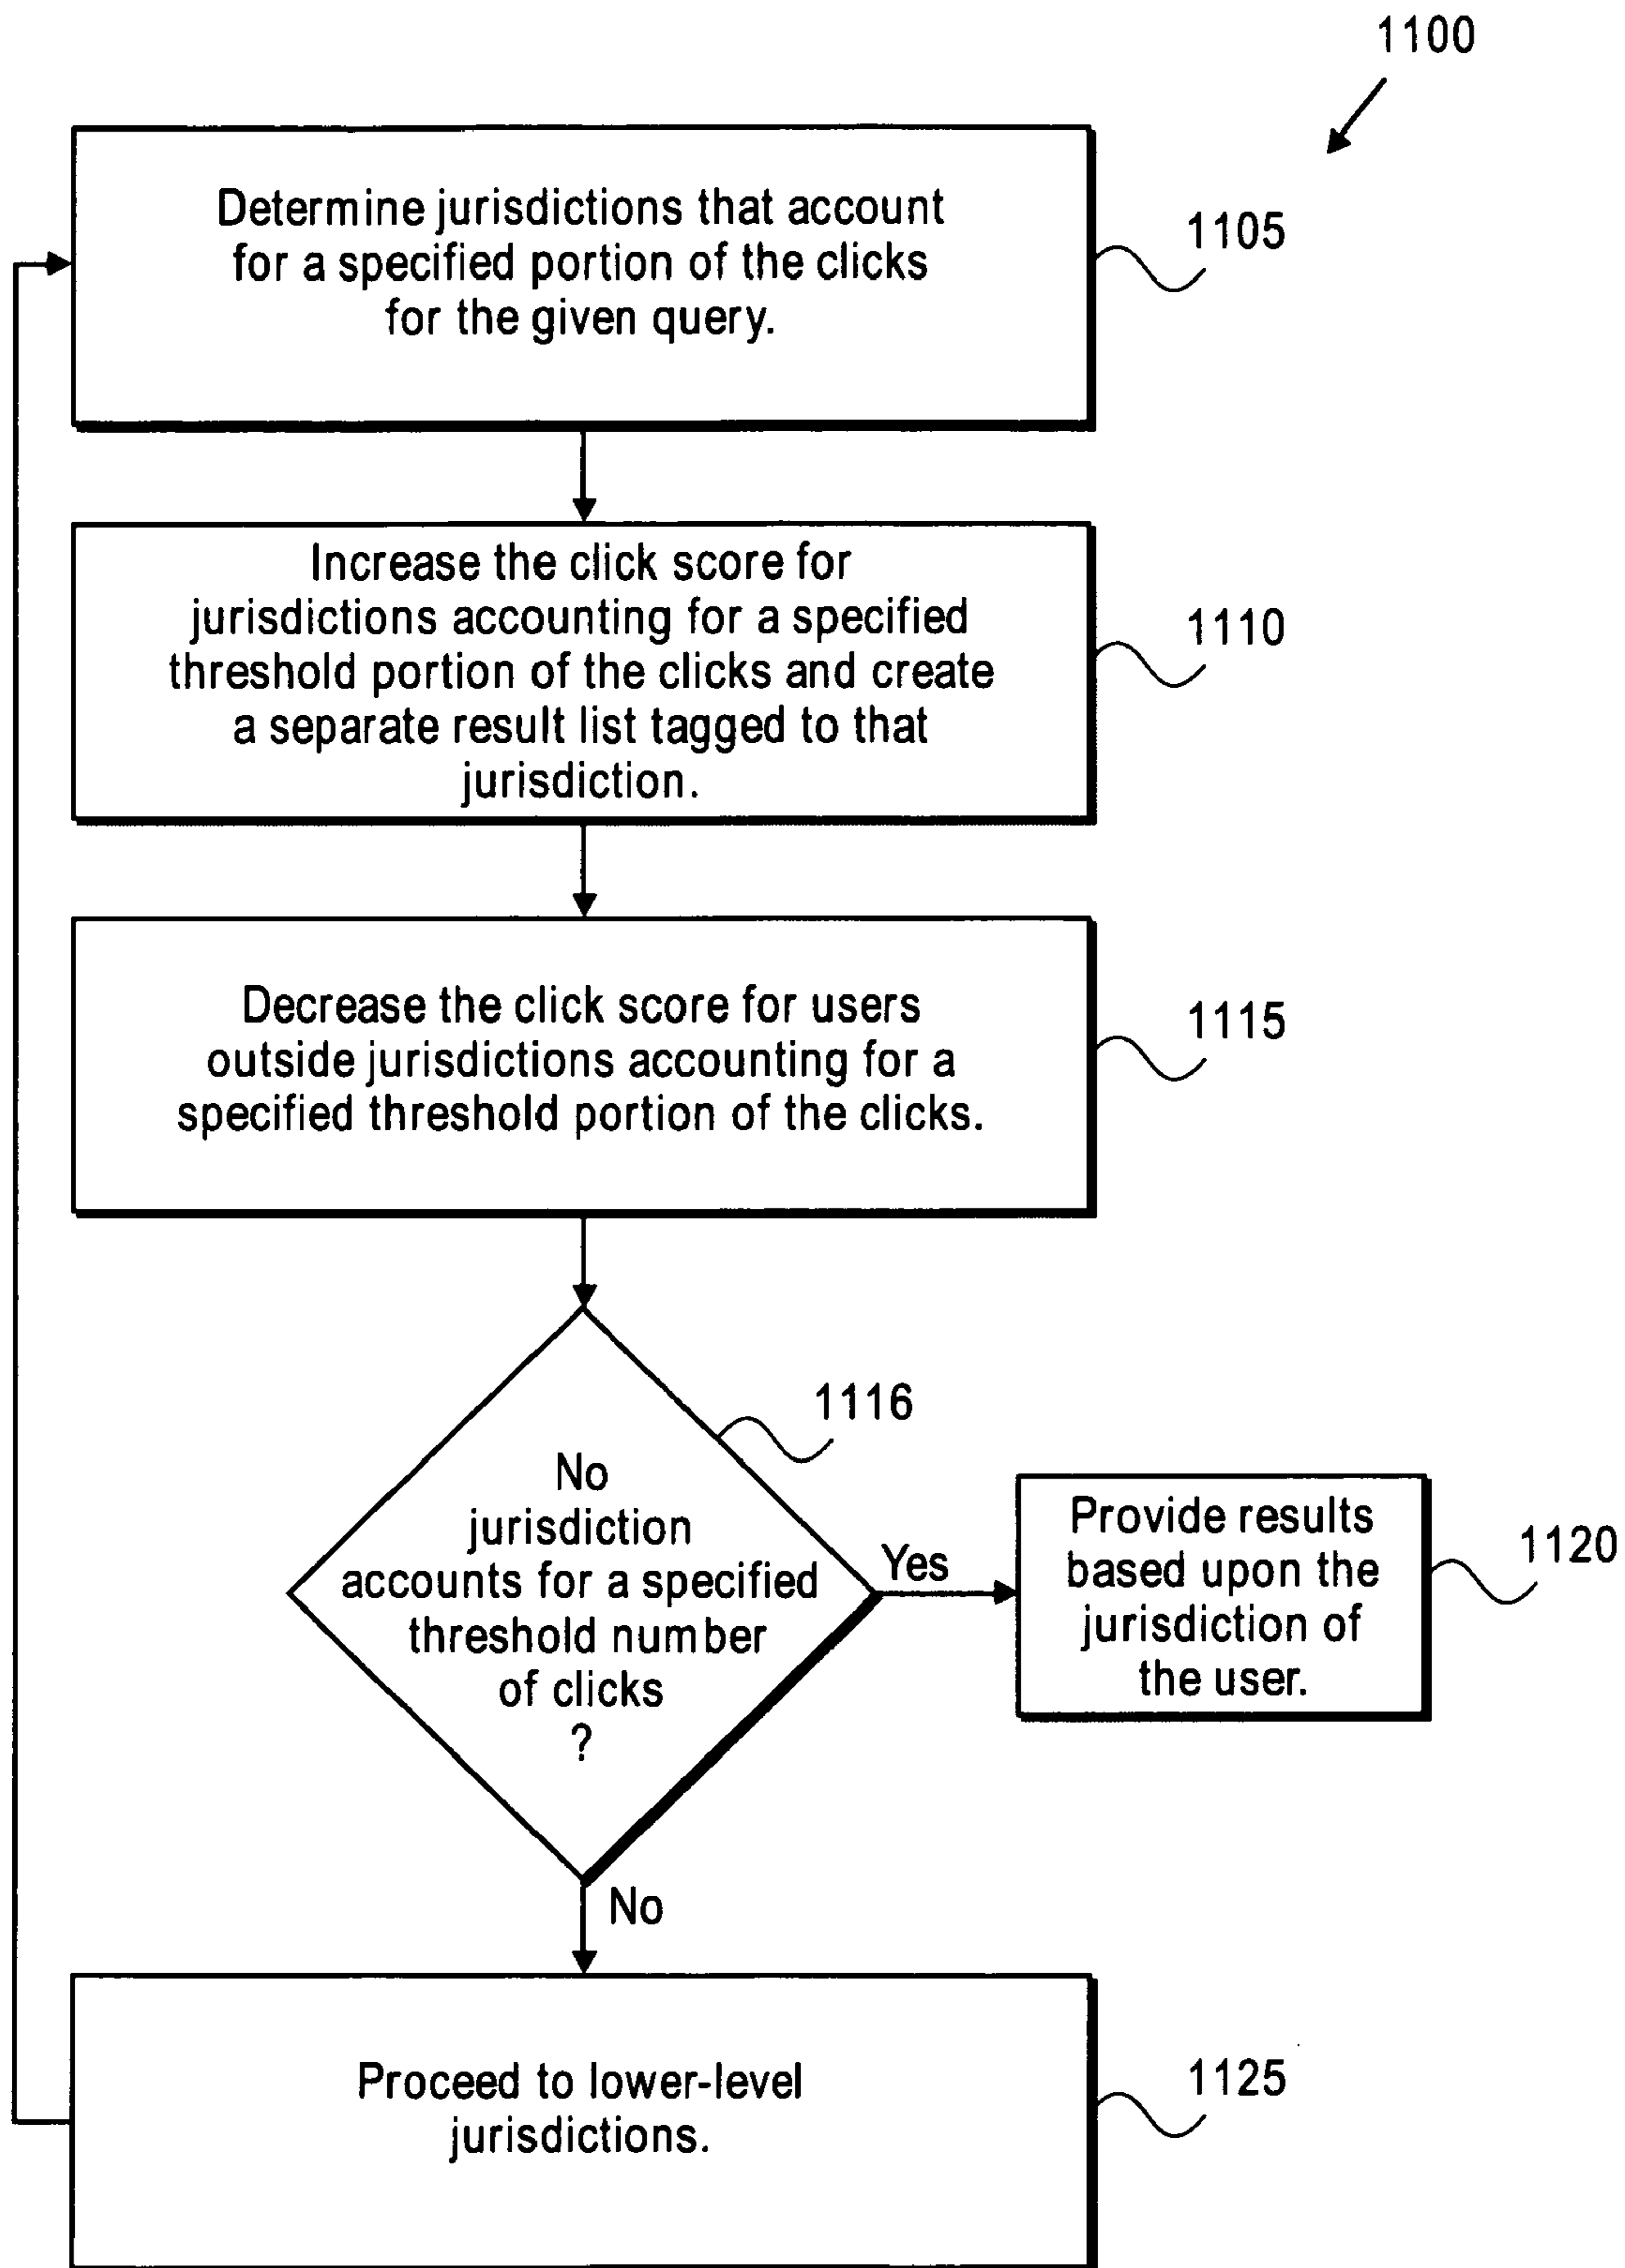 1100
Determine jurisdictions that account
for a specified portion of the clicks
for the given query.
1105
Increase the click score for
jurisdictions accounting for a specified
threshold portion of the clicks and create
a separate result list tagged to that
jurisdiction.
1110
Decrease the click score for users
outside jurisdictions accounting for a
specified threshold portion of the clicks.
1115
1116
No
jurisdiction
accounts for a specified
threshold number
of clicks
?
Yes
Provide results
based upon the
jurisdiction of
the user.
1120
No
Proceed to lower-level
jurisdictions.
1125